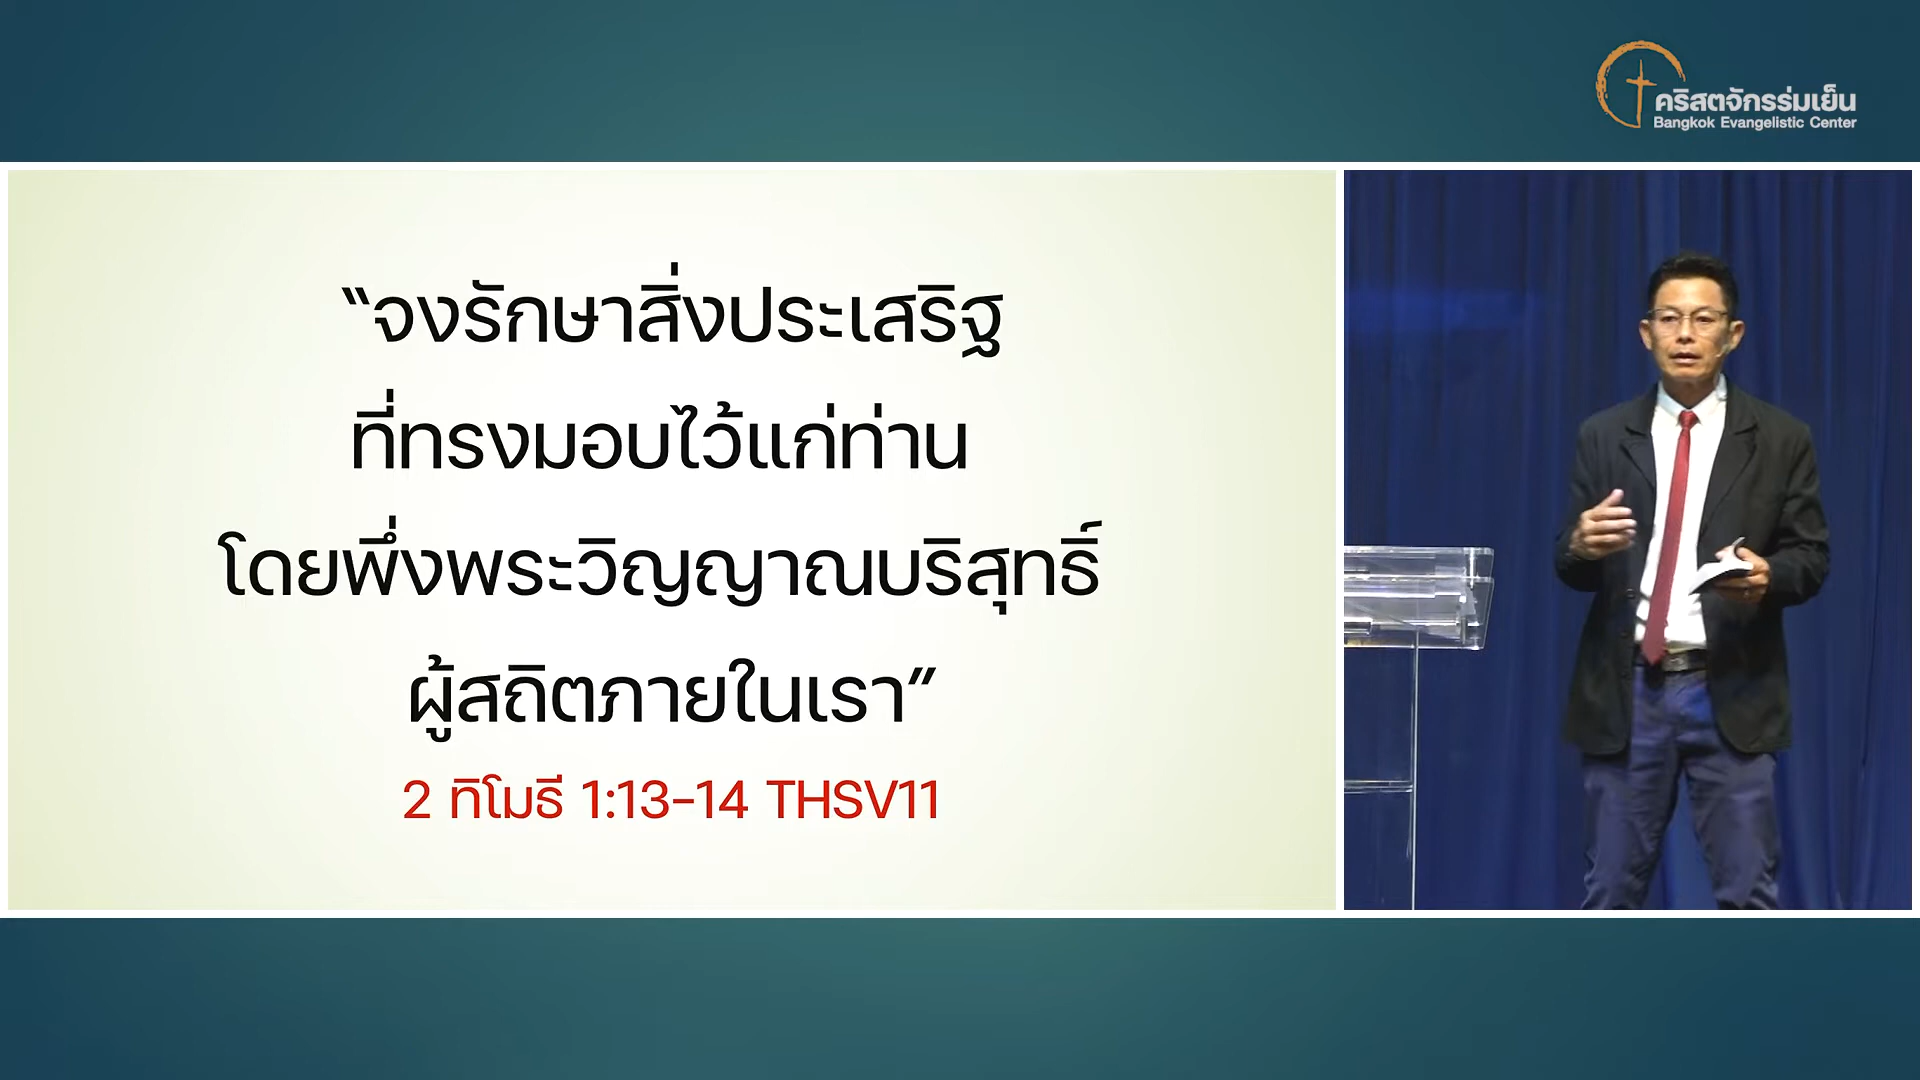 คริสตจักรร่มเย็น
Bangkok Evangelistic Center
“จงรักษาสิ่งประเสริฐ
ที่ทรงมอบไว้แก่ท่าน
โดยพึ่งพระวิญญาณบริสุทธิ์
ผู้สถิตภายในเรา”
2 ทิโมธี 1:13-14 THSV11